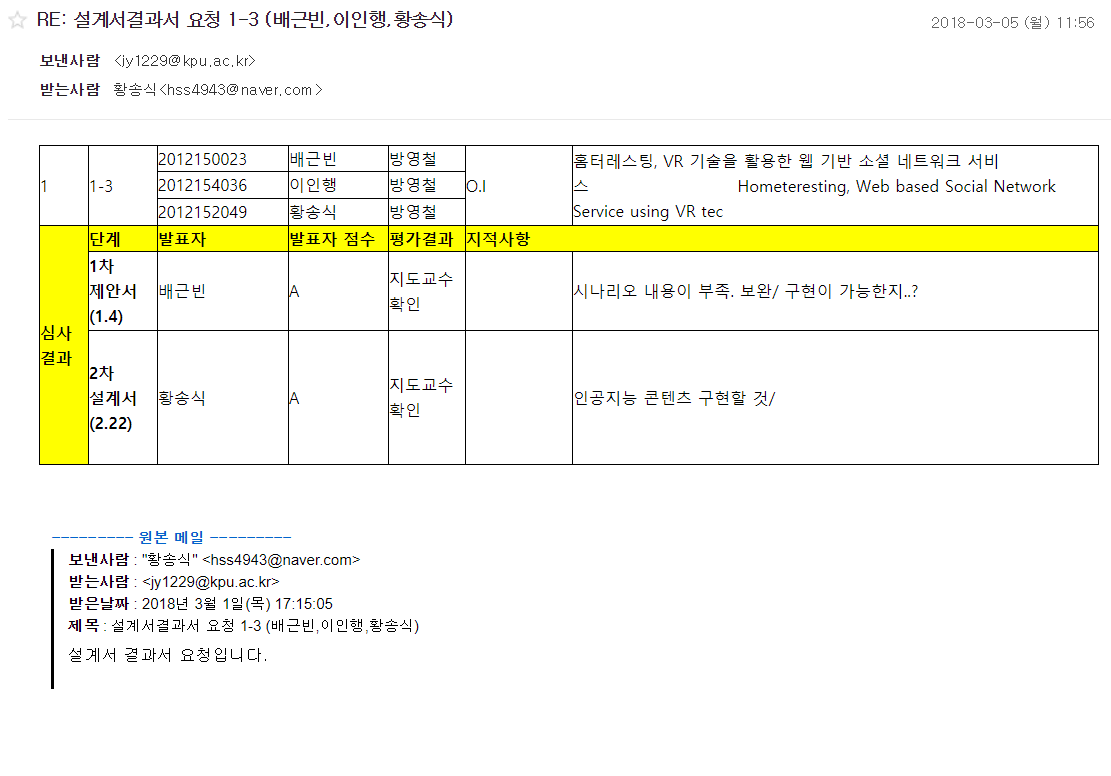 RE: 설계서결과서 요청 1-3 (배근빈,이인행,황송식)
2018-03-05 (월) 11:56
보낸사람 <jy1229@kpu.ac.kr>
받는사람 황송식<hss4943@naver.com>
1 1-3 2012150023 배근빈 방영철 O.I 홈터레스팅, VR 기술을 활용한 웹 기반 소셜 네트워크 서비
2012154036 이인행 방영철 스 Hometeresting, Web based Social Network
2012152049 황송식 방영철 Service using VR tec
단계 발표자 발표자 점수 평가결과 지적사항
심사
결과
1차
제안서
(1.4)
배근빈
A
지도교수
확인
시나리오 내용이 부족. 보완/ 구현이 가능한지..?
2차
설계서
(2.22)
황송식
A
지도교수
확인
인공지능 콘텐츠 구현할 것/
--------- 원본 메일 ---------
보낸사람 : "황송식" <hss4943@naver.com>
받는사람 : <jy1229@kpu.ac.kr>
받은날짜 : 2018년 3월 1일(목) 17:15:05
제목 : 설계서결과서 요청 1-3 (배근빈,이인행,황송식)
설계서 결과서 요청입니다.